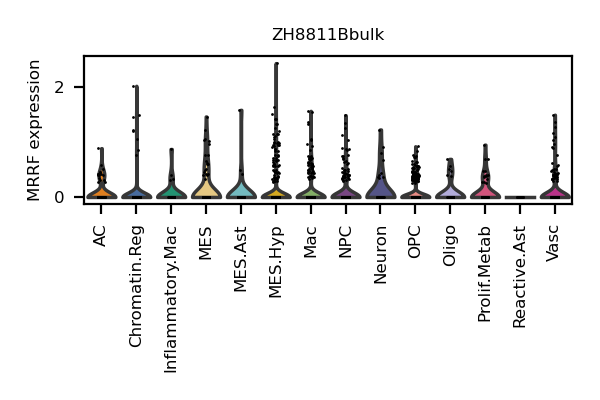 ZH8811Bbulk
MRRF expression
2
0
AC
Chromatin.Reg
Inflammatory.Mac
MES
MES.Ast
MES.Hyp
Mac
NPC
Neuron
OPC
Oligo
Prolif.Metab
Reactive.Ast
Vasc